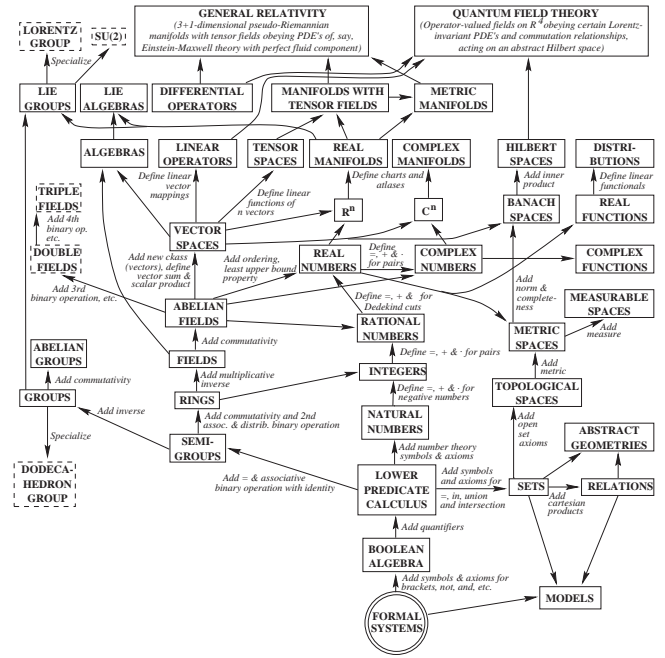 GENERAL RELATIVITY
(3+1-dimensional pseudo-Riemannian
manifolds with tensor fields obeying PDE's of, say,
Einstein-Maxwell theory with perfect fluid component)
QUANTUM FIELD THEORY
(Operator-valued fields on R⁴ obeying certain Lorentz-
invariant PDE's and commutation relationships,
acting on an abstract Hilbert space)
LORENTZ
GROUP
SU(2)
Specialize
LIE
GROUPS
LIE
ALGEBRAS
DIFFERENTIAL
OPERATORS
MANIFOLDS WITH
TENSOR FIELDS
METRIC
MANIFOLDS
ALGEBRAS
LINEAR
OPERATORS
TENSOR
SPACES
REAL
MANIFOLDS
COMPLEX
MANIFOLDS
HILBERT
SPACES
DISTRI-
BUTIONS
Define linear
vector
mappings
Define linear
functions of
n vectors
Define charts and
atlases
Add inner
product
Define linear
functionals
TRIPLE
FIELDS
Add 4th
binary op.
etc.
DOUBLE
FIELDS
Add 3rd
binary operation, etc.
VECTOR
SPACES
Rⁿ
Cⁿ
BANACH
SPACES
REAL
FUNCTIONS
Add new ckass
(vectors), define
vector sum &
scalar product
Add ordering,
least upper bound
property
REAL
NUMBERS
Define
=, + & ·
for pairs
COMPLEX
NUMBERS
COMPLEX
FUNCTIONS
Add
norm &
complete-
ness
ABELIAN
FIELDS
Define =, + & · for
Dedekind cuts
MEASURABLE
SPACES
Add
measure
RATIONAL
NUMBERS
METRIC
SPACES
Add commutativity
ABELIAN
GROUPS
FIELDS
Define =, + & · for pairs
Add
metric
Add commutativity
Add multiplicative
inverse
INTEGERS
TOPOLOGICAL
SPACES
GROUPS
RINGS
Define =, + & · for
negative numbers
Add inverse
Add commutativity and 2nd
assoc. & distrib. binary operation
NATURAL
NUMBERS
Add
open
set
axioms
ABSTRACT
GEOMETRIES
Specialize
SEMI-
GROUPS
Add number theory
symbols & axioms
DODECA-
HEDRON
GROUP
Add = & associative
binary operation with identity
LOWER
PREDICATE
CALCULUS
Add symbols
and axioms for
=, in, union
and intersection
SETS
Add
cartesian
products
RELATIONS
Add quantifiers
BOOLEAN
ALGEBRA
Add symbols & axioms for
brackets, not, and, etc.
MODELS
FORMAL
SYSTEMS